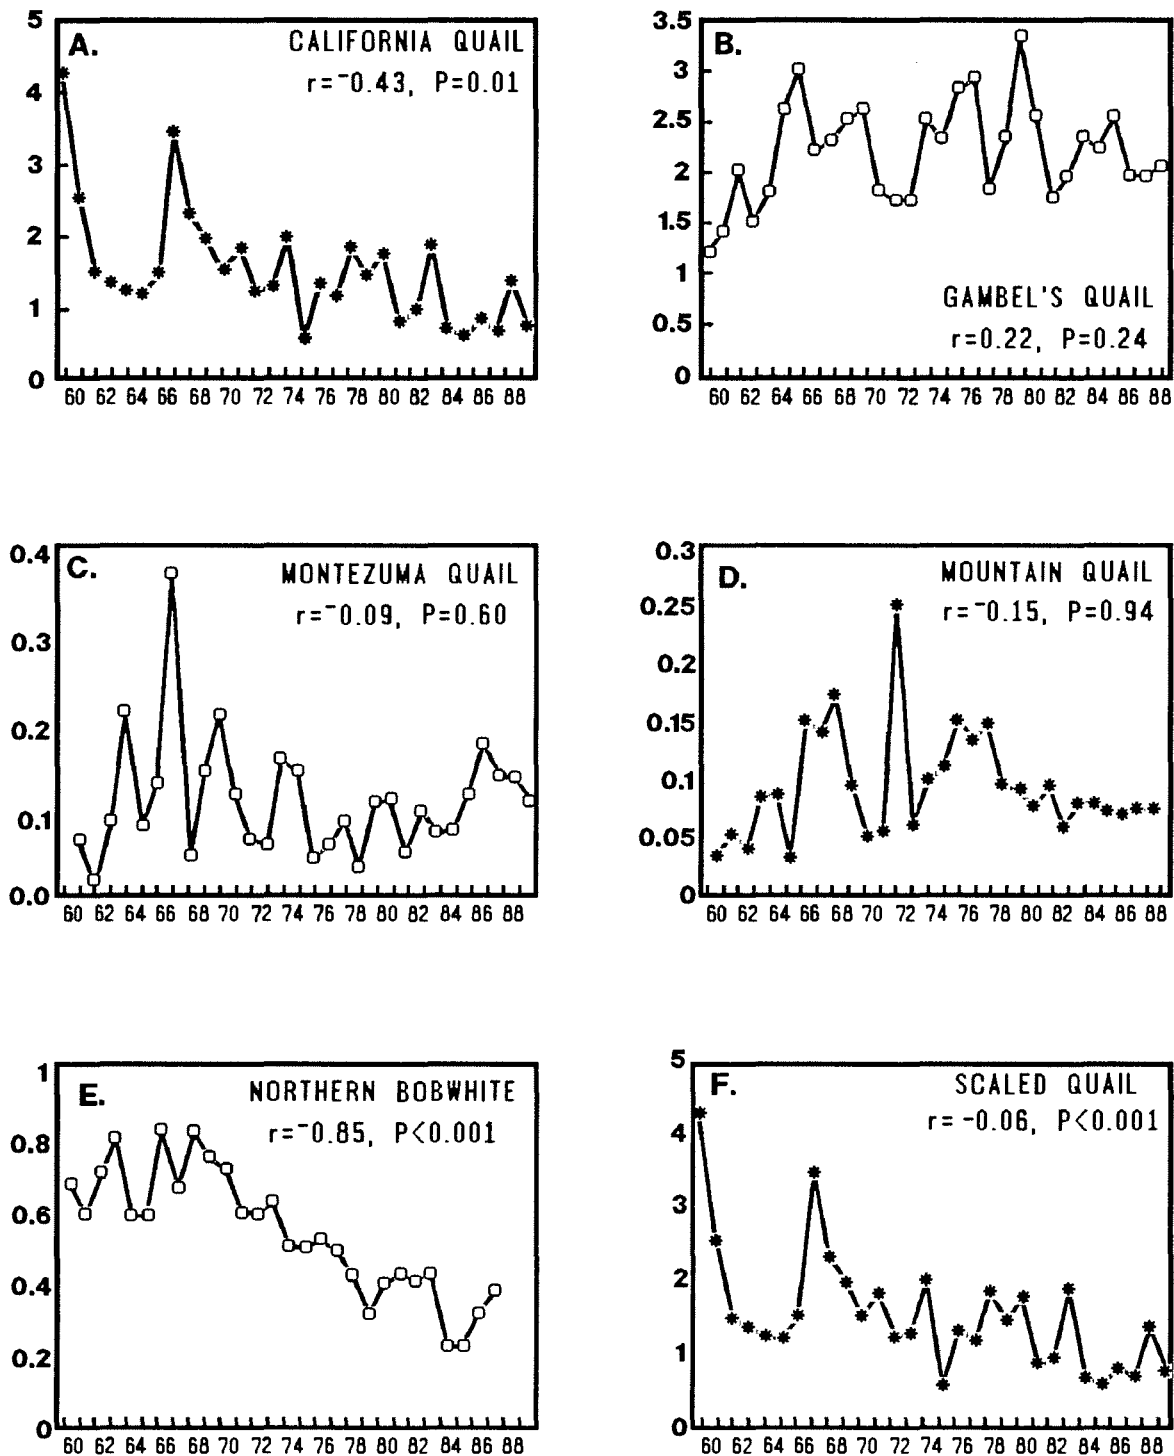 A.
CALIFORNIA QUAIL
r=⁻0.43, P=0.01
5
4
3
2
1
0
60 62 64 66 68 70 72 74 76 78 80 82 84 86 88
B.
3.5
3
2.5
2
1.5
1
0.5
0
GAMBEL'S QUAIL
r=0.22, P=0.24
60 62 64 66 68 70 72 74 76 78 80 82 84 86 88
C.
MONTEZUMA QUAIL
r=⁻0.09, P=0.60
0.4
0.3
0.2
0.1
0.0
60 62 64 66 68 70 72 74 76 78 80 82 84 86 88
D.
MOUNTAIN QUAIL
r=⁻0.15, P=0.94
0.3
0.25
0.2
0.15
0.1
0.05
0
60 62 64 66 68 70 72 74 76 78 80 82 84 86 88
E.
NORTHERN BOBWHITE
r=⁻0.85, P<0.001
1
0.8
0.6
0.4
0.2
0
60 62 64 66 68 70 72 74 76 78 80 82 84 86 88
F.
SCALED QUAIL
r= -0.06, P<0.001
5
4
3
2
1
0
60 62 64 66 68 70 72 74 76 78 80 82 84 86 88